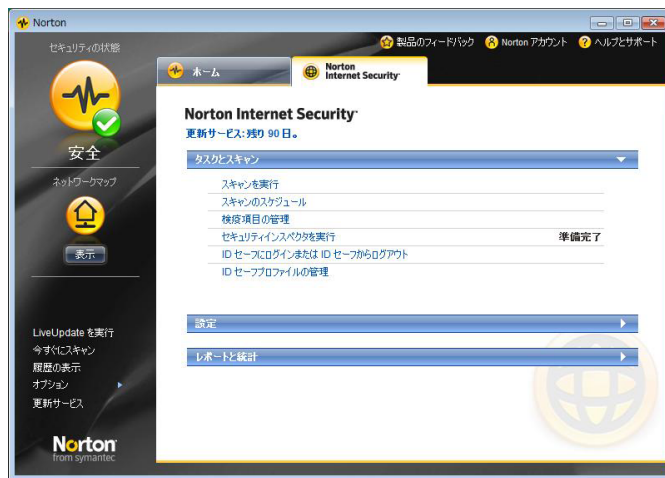 Norton
セキュリティの状態
製品のフィードバック
Norton アカウント
ヘルプとサポート
ホーム
Norton
Internet Security
安全
ネットワークマップ
表示
Norton Internet Security
更新サービス:残り 90 日。
タスクとスキャン
スキャンを実行
スキャンのスケジュール
検疫項目の管理
セキュリティインスペクタを実行 準備完了
ID セーフにログインまたは ID セーフからログアウト
ID セーフプロファイルの管理
設定
レポートと統計
LiveUpdate を実行
今すぐにスキャン
履歴の表示
オプション
更新サービス
Norton
from symantec